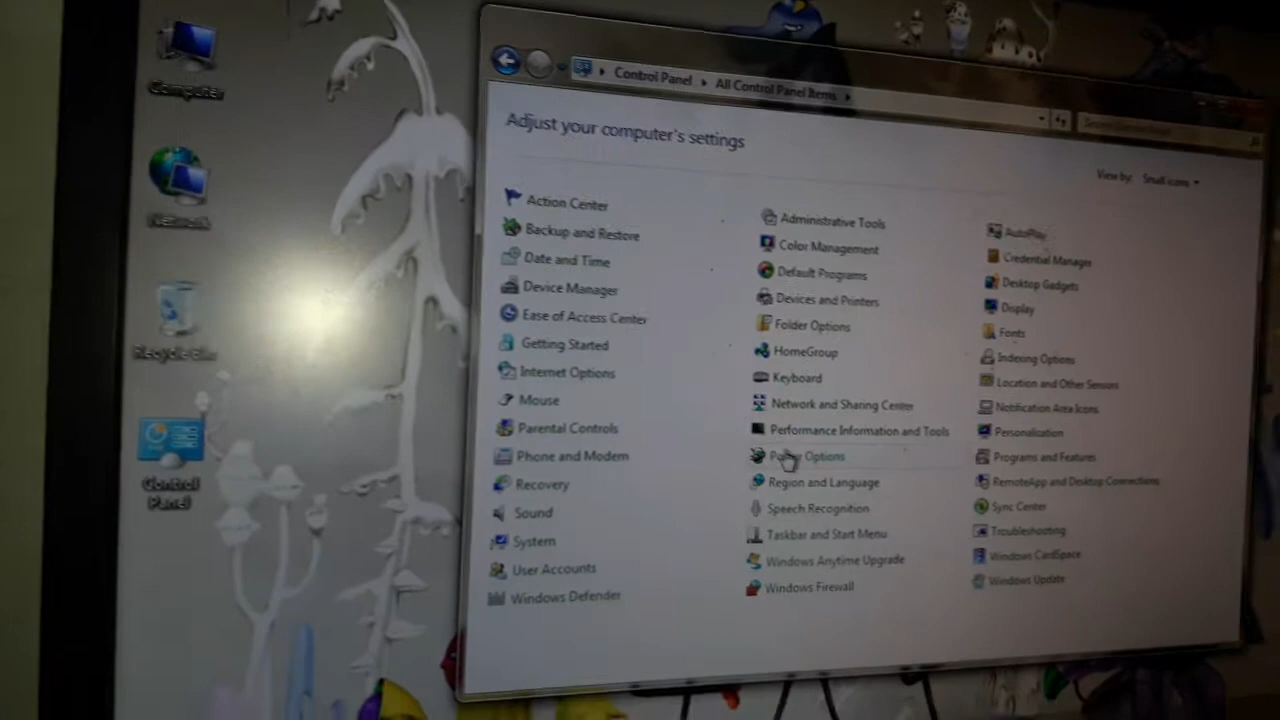 Computer
Network
Recycle Bin
Control
Panel
Control Panel
All Control Panel Items
Adjust your computer's settings
View by: Small icons
Action Center
Backup and Restore
Date and Time
Device Manager
Ease of Access Center
Getting Started
Internet Options
Mouse
Parental Controls
Phone and Modem
Recovery
Sound
System
User Accounts
Windows Defender
Administrative Tools
Color Management
Default Programs
Devices and Printers
Folder Options
HomeGroup
Keyboard
Network and Sharing Center
Performance Information and Tools
Power Options
Region and Language
Speech Recognition
Taskbar and Start Menu
Windows Anytime Upgrade
Windows Firewall
AutoPlay
Credential Manager
Desktop Gadgets
Display
Fonts
Indexing Options
Location and Other Sensors
Notification Area Icons
Personalization
Programs and Features
RemoteApp and Desktop Connections
Sync Center
Troubleshooting
Windows CardSpace
Windows Update